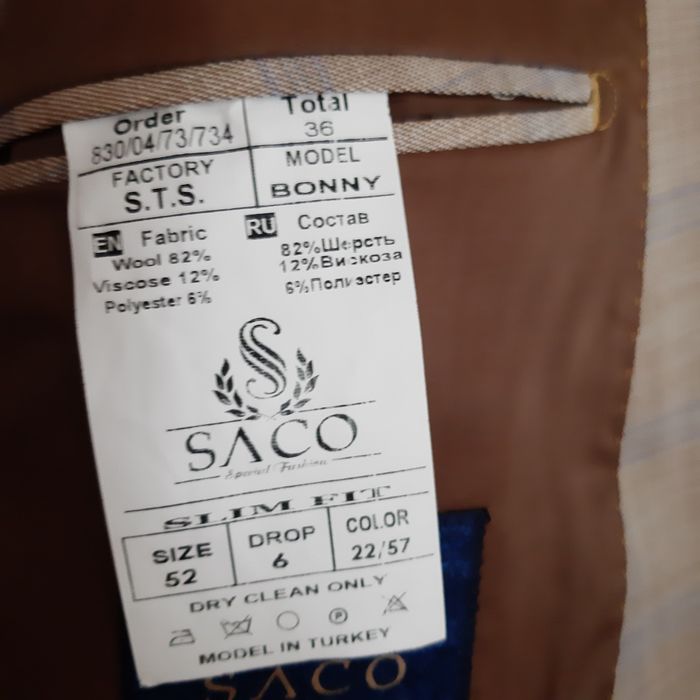 Order
830/04/73/734
Total
36
FACTORY
S.T.S.
MODEL
BONNY
EN Fabric
Wool 82%
Viscose 12%
Polyester 6%
RU Состав
82%Шерсть
12%Вискоза
6%Полиэстер
SACO
Special Fashion
SLIM FIT
SIZE
52
DROP
6
COLOR
22/57
DRY CLEAN ONLY
P
MODEL IN TURKEY
SACO